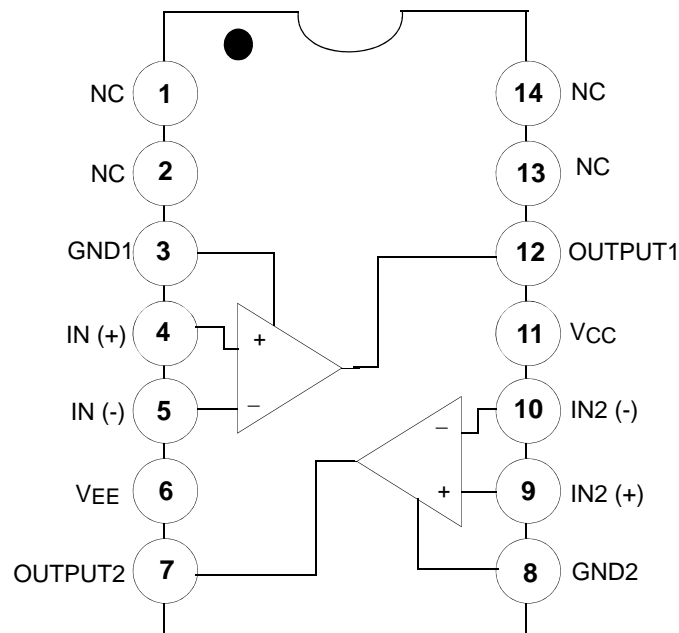 NC 1
14 NC
NC 2
13 NC
GND1 3
12 OUTPUT1
IN (+) 4
+
11 VCC
IN (-) 5
−
10 IN2 (-)
−
VEE 6
+
9 IN2 (+)
OUTPUT2 7
8 GND2